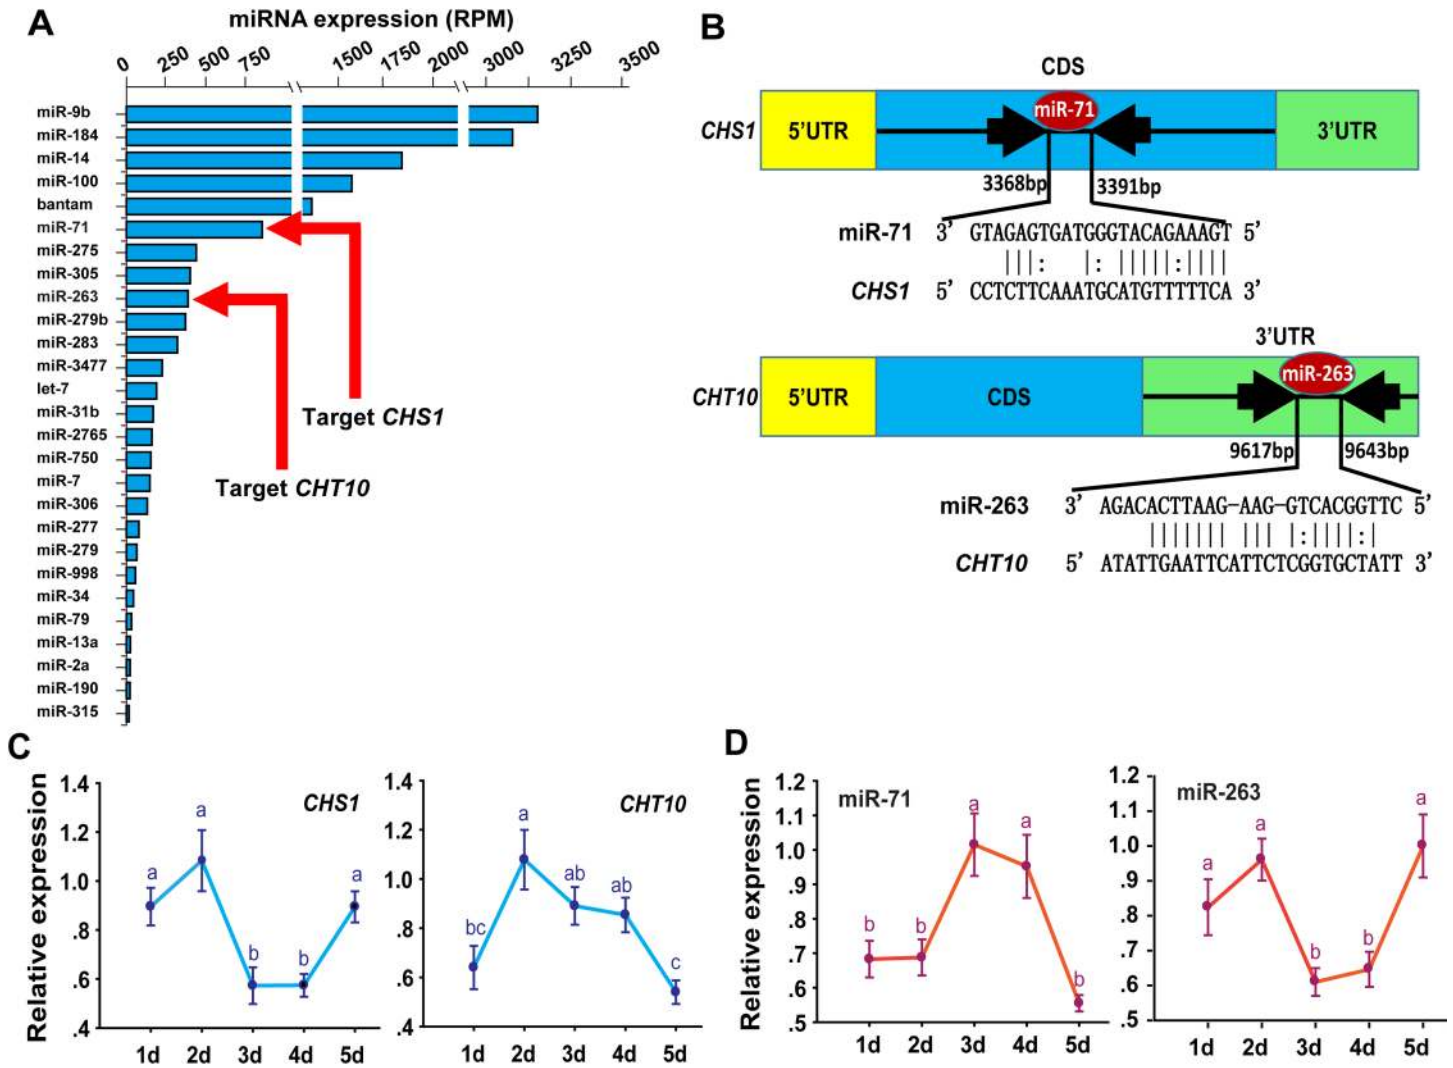 A
miRNA expression (RPM)
0 250 500 750 1500 1750 2000 3000 3250 3500
miR-9b
miR-184
miR-14
miR-100
bantam
miR-71
miR-275
miR-305
miR-263
miR-279b
miR-283
miR-3477
let-7
miR-31b
miR-2765
miR-750
miR-7
miR-306
miR-277
miR-279
miR-998
miR-34
miR-79
miR-13a
miR-2a
miR-190
miR-315
Target CHS1
Target CHT10
B
CDS
CHS1 5’UTR miR-71 3’UTR
3368bp 3391bp
miR-71 3’ GTAGAGTGATGGGTACAGAAAGT 5’
|||: |: |||||:||||
CHS1 5’ CCTCTTCAAATGCATGTTTTTCA 3’
3’UTR
CHT10 5’UTR CDS miR-263
9617bp 9643bp
miR-263 3’ AGACACTTAAG-AAG-GTCACGGTTC 5’
||||||| ||| |:||||:|
CHT10 5’ ATATTGAATTCATTCTCGGTGCTATT 3’
C
Relative expression
1.4
1.2
1.0
.8
.6
.4
CHS1
a a b b a
1d 2d 3d 4d 5d
1.4
1.2
1.0
.8
.6
.4
CHT10
bc a ab ab c
1d 2d 3d 4d 5d
D
Relative expression
1.2
1.1
1.0
.9
.8
.7
.6
.5
miR-71
b b a a b
1d 2d 3d 4d 5d
1.2
1.1
1.0
.9
.8
.7
.6
.5
miR-263
a a b b a
1d 2d 3d 4d 5d